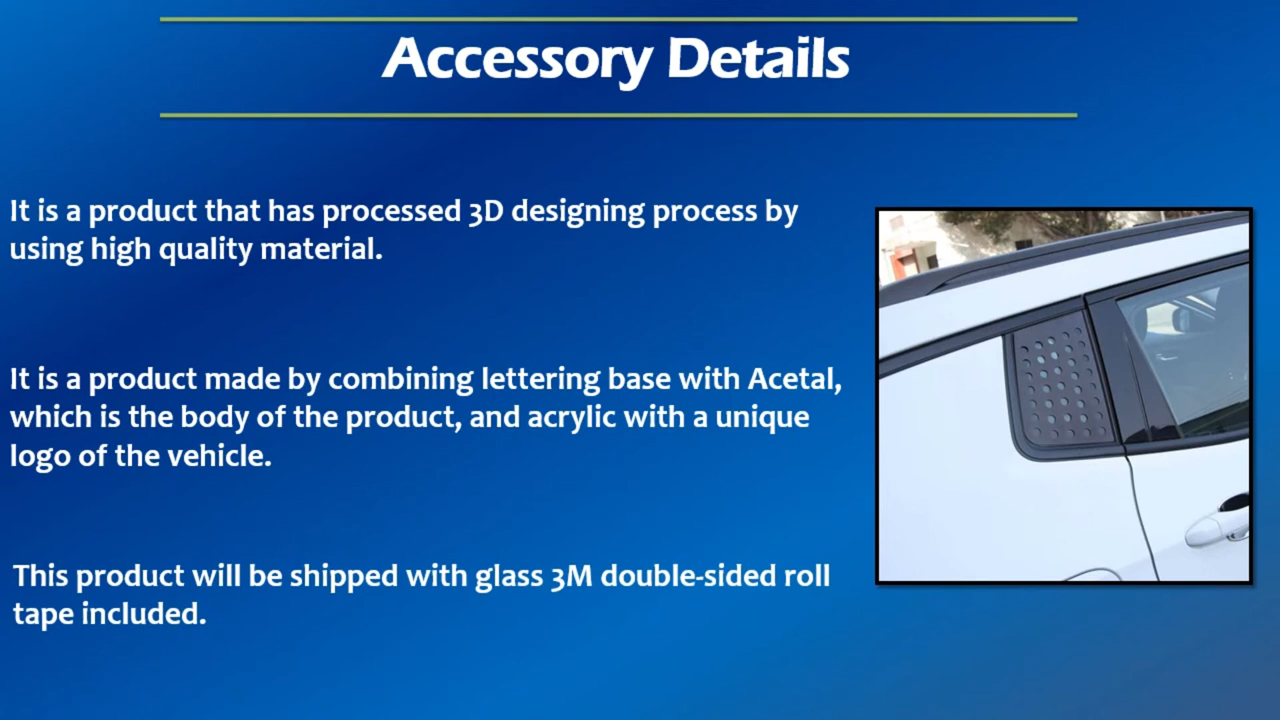 Accessory Details
It is a product that has processed 3D designing process by
using high quality material.
It is a product made by combining lettering base with Acetal,
which is the body of the product, and acrylic with a unique
logo of the vehicle.
This product will be shipped with glass 3M double-sided roll
tape included.